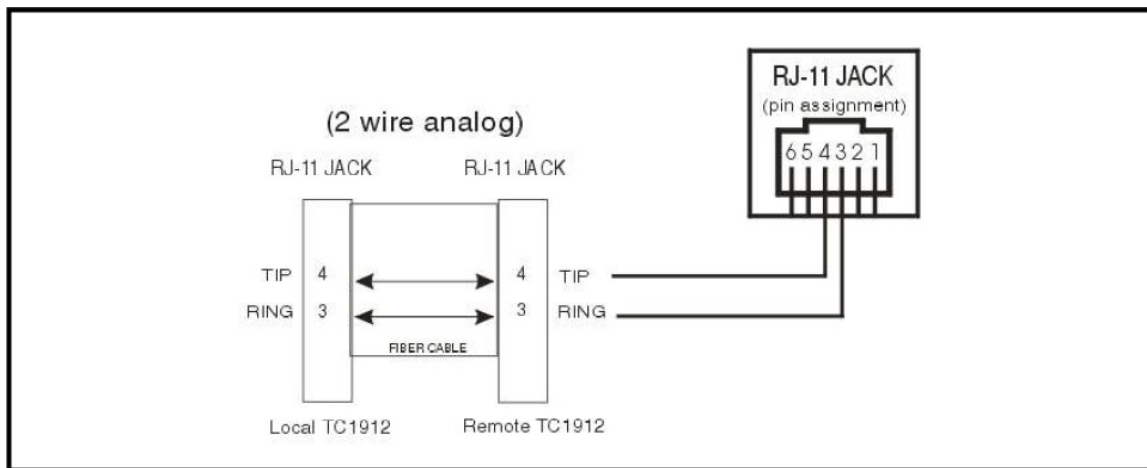 (2 wire analog)
RJ-11 JACK RJ-11 JACK
TIP 4 4 TIP
RING 3 3 RING
FIBER CABLE
Local TC1912 Remote TC1912
RJ-11 JACK
(pin assignment)
6 5 4 3 2 1